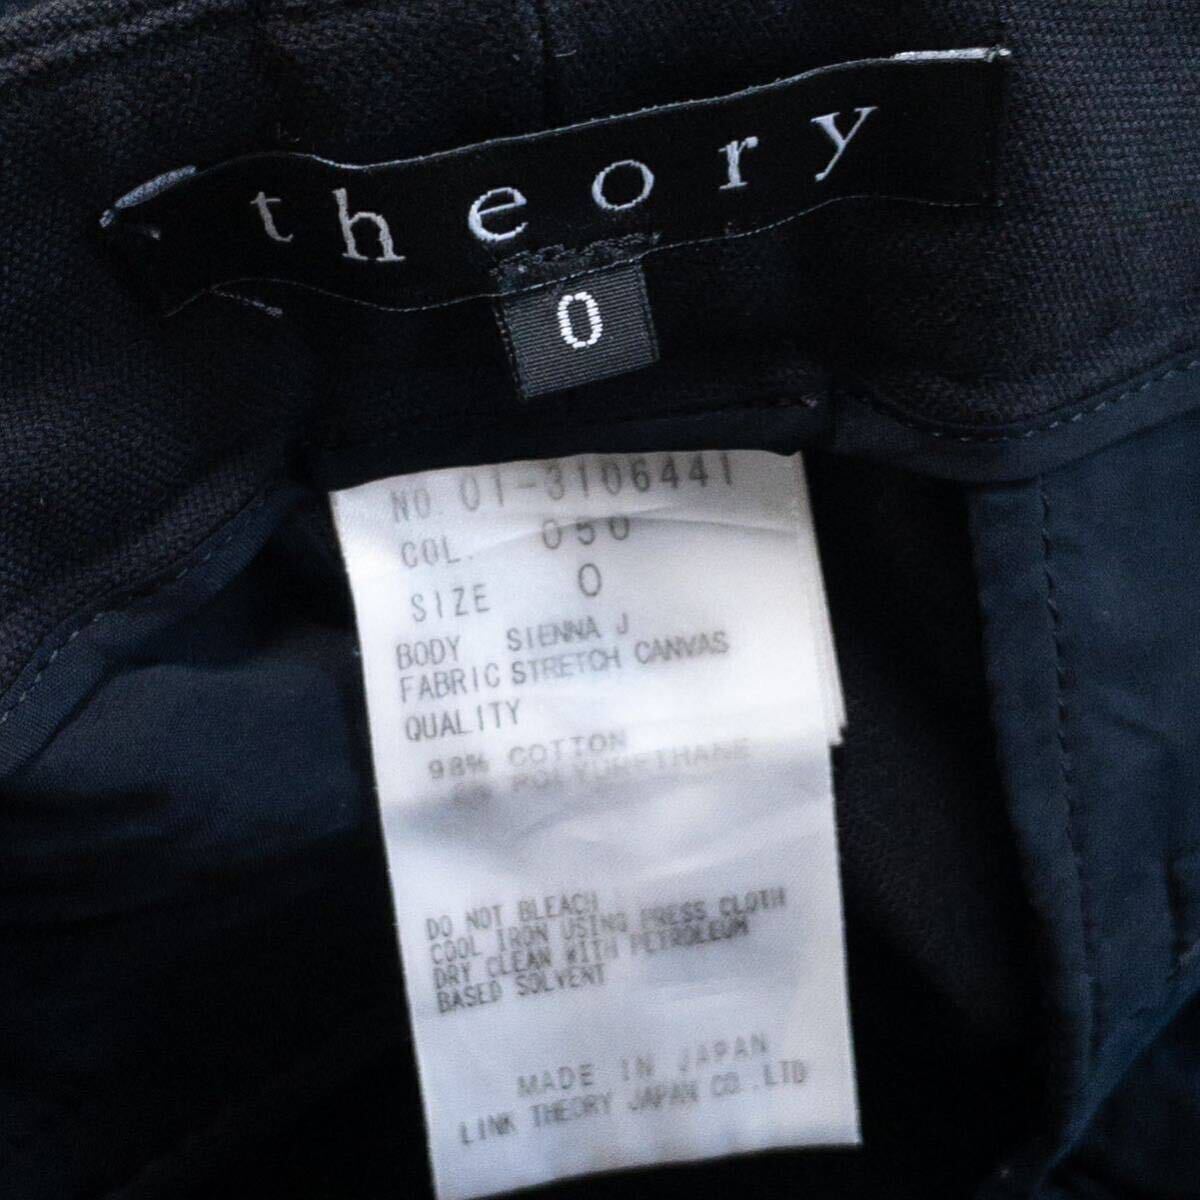 theory
0
NO. 01-3106441
COL. 050
SIZE 0
BODY SIENNA J
FABRIC STRETCH CANVAS
QUALITY
98% COTTON
POLYURETHANE
DO NOT BLEACH
COOL IRON USING PRESS CLOTH
DRY CLEAN WITH PETROLEUM
BASED SOLVENT
MADE IN JAPAN
LINK THEORY JAPAN CO.,LTD